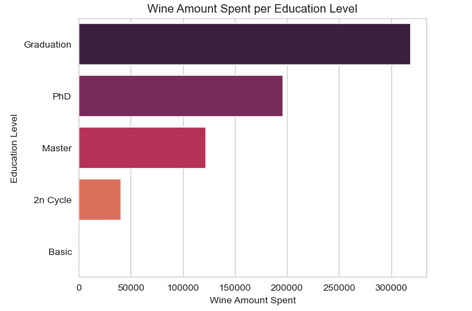 Wine Amount Spent per Education Level
Education Level
Graduation
PhD
Master
2n Cycle
Basic
0 50000 100000 150000 200000 250000 300000
Wine Amount Spent